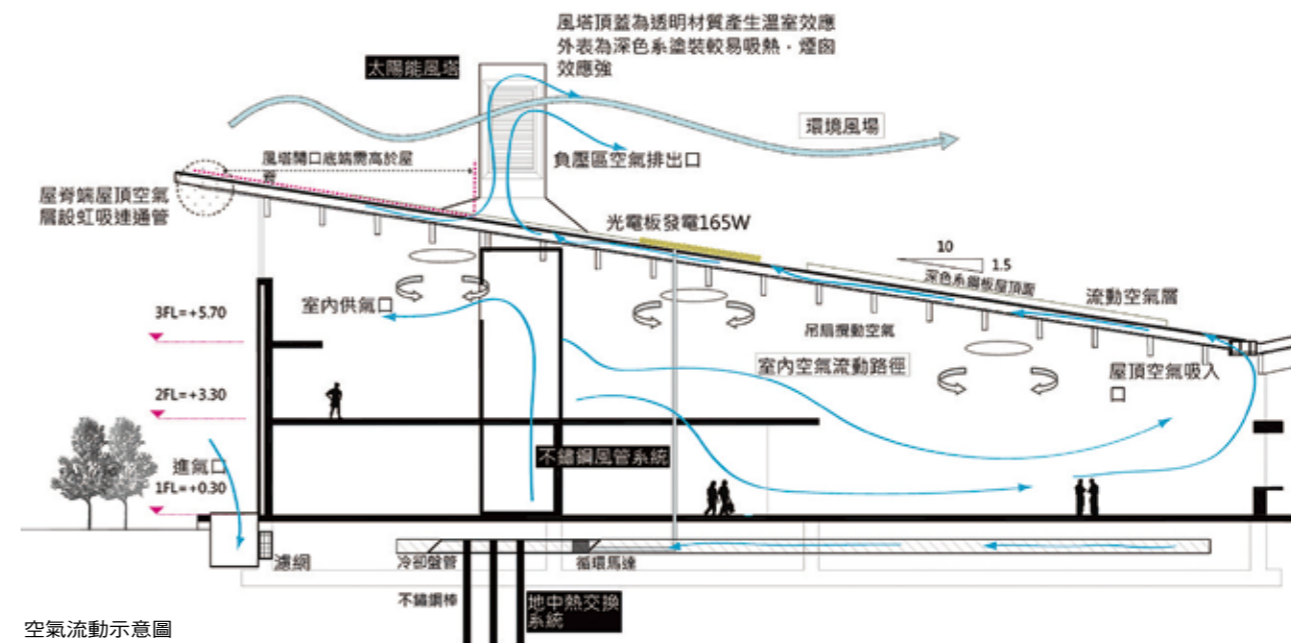 風塔頂蓋為透明材質產生溫室效應
外表為深色系塗裝較易吸熱，煙囪
效應強
太陽能風塔
環境風場
風塔開口底端需高於屋
脊
負壓區空氣排出口
屋脊端屋頂空氣
層設虹吸連通管
光電板發電165W
10
1.5
深色系鋼板屋頂面
流動空氣層
室內供氣口
3FL=+5.70
吊扇攪動空氣
室內空氣流動路徑
屋頂空氣吸入
口
2FL=+3.30
不鏽鋼風管系統
進氣口
1FL=+0.30
濾網
冷卻盤管
循環馬達
不鏽鋼棒
地中熱交換
系統
空氣流動示意圖